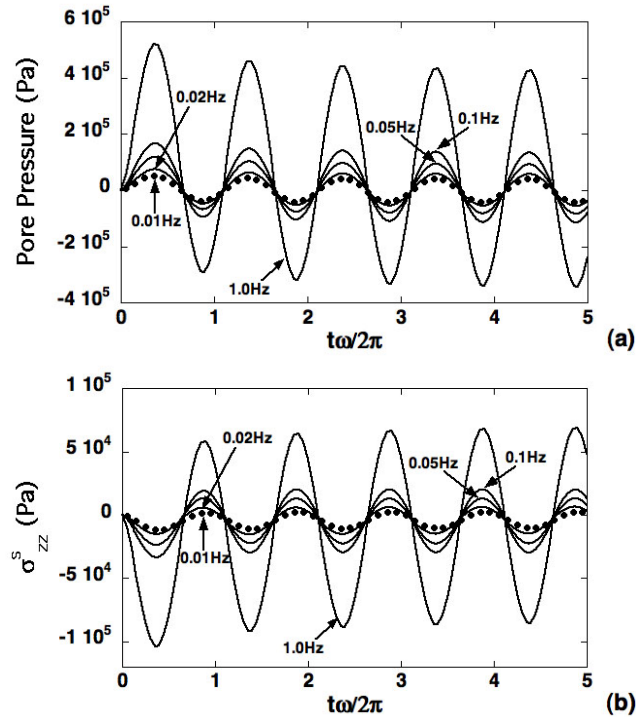 6 10⁵
4 10⁵
2 10⁵
0
-2 10⁵
-4 10⁵
Pore Pressure (Pa)
0.02Hz
0.05Hz
0.1Hz
0.01Hz
1.0Hz
0 1 2 3 4 5
tω/2π
(a)
1 10⁵
5 10⁴
0
-5 10⁴
-1 10⁵
σˢzz (Pa)
0.02Hz
0.05Hz
0.1Hz
0.01Hz
1.0Hz
0 1 2 3 4 5
tω/2π
(b)